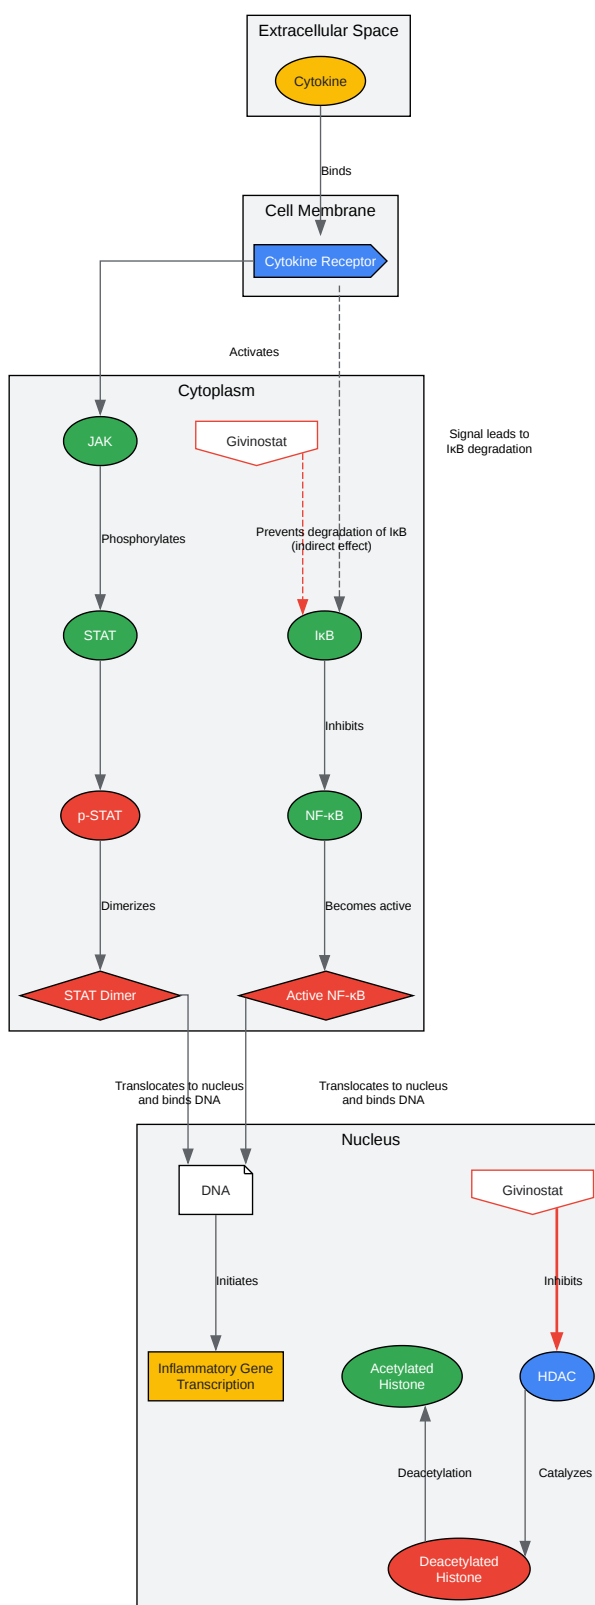 Extracellular Space
Cytokine
Binds
Cell Membrane
Cytokine Receptor
Activates
Cytoplasm
JAK
Givinostat
Signal leads to
IκB degradation
Phosphorylates
Prevents degradation of IκB
(indirect effect)
STAT
IκB
Inhibits
p-STAT
NF-κB
Dimerizes
Becomes active
STAT Dimer
Active NF-κB
Translocates to nucleus
and binds DNA
Translocates to nucleus
and binds DNA
Nucleus
DNA
Givinostat
Initiates
Inhibits
Inflammatory Gene
Transcription
Acetylated
Histone
HDAC
Deacetylation
Catalyzes
Deacetylated
Histone